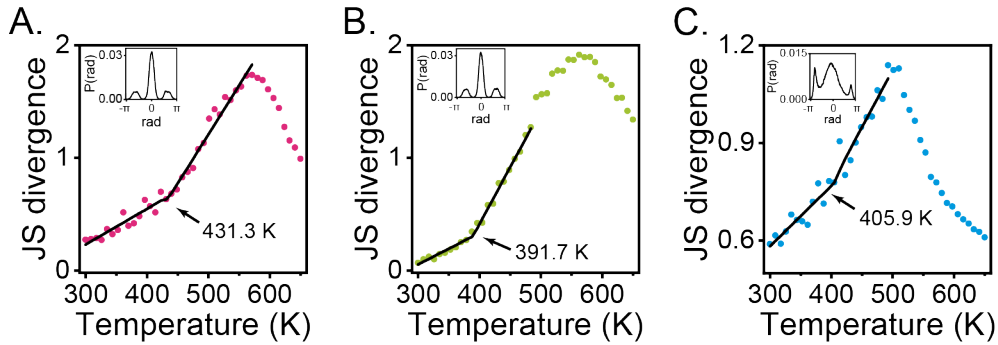 A.
JS divergence
2
1
0
P(rad)
0.03
0.00
-π 0 π
rad
431.3 K
300 400 500 600
Temperature (K)
B.
JS divergence
2
1
0
P(rad)
0.03
0.00
-π 0 π
rad
391.7 K
300 400 500 600
Temperature (K)
C.
JS divergence
1.2
0.9
0.6
P(rad)
0.015
0.000
-π 0 π
rad
405.9 K
300 400 500 600
Temperature (K)